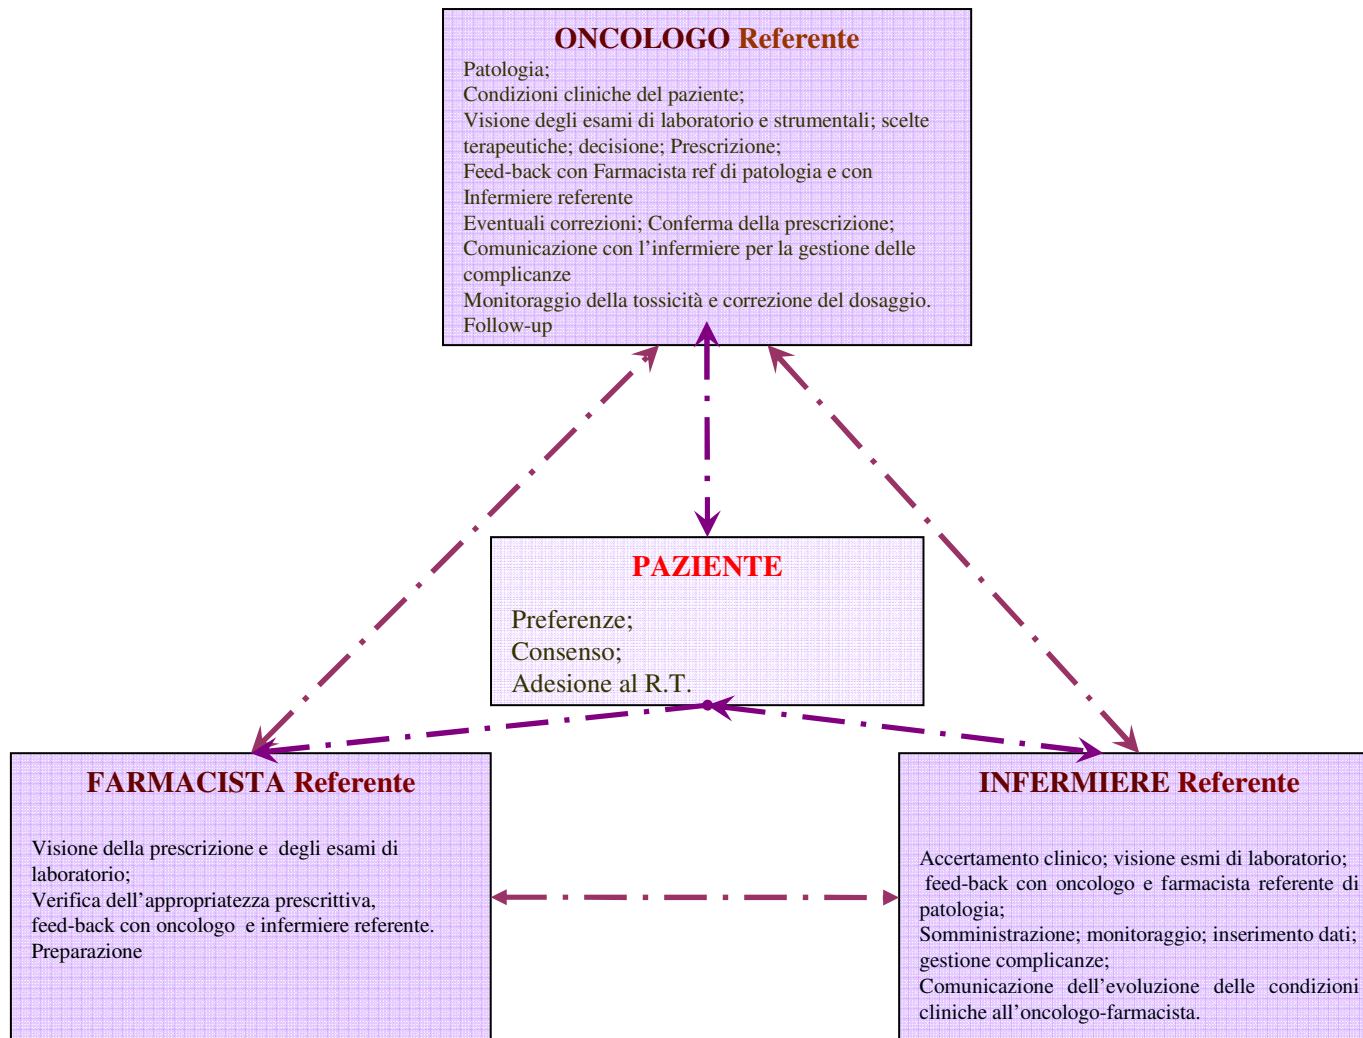 ONCOLOGO Referente
Patologia;
Condizioni cliniche del paziente;
Visione degli esami di laboratorio e strumentali; scelte
terapeutiche; decisione; Prescrizione;
Feed-back con Farmacista ref di patologia e con
Infermiere referente
Eventuali correzioni; Conferma della prescrizione;
Comunicazione con l'infermiere per la gestione delle
complicanze
Monitoraggio della tossicità e correzione del dosaggio.
Follow-up
PAZIENTE
Preferenze;
Consenso;
Adesione al R.T.
FARMACISTA Referente
Visione della prescrizione e degli esami di
laboratorio;
Verifica dell'appropriatezza prescrittiva,
feed-back con oncologo e infermiere referente.
Preparazione
INFERMIERE Referente
Accertamento clinico; visione esmi di laboratorio;
feed-back con oncologo e farmacista referente di
patologia;
Somministrazione; monitoraggio; inserimento dati;
gestione complicanze;
Comunicazione dell'evoluzione delle condizioni
cliniche all'oncologo-farmacista.